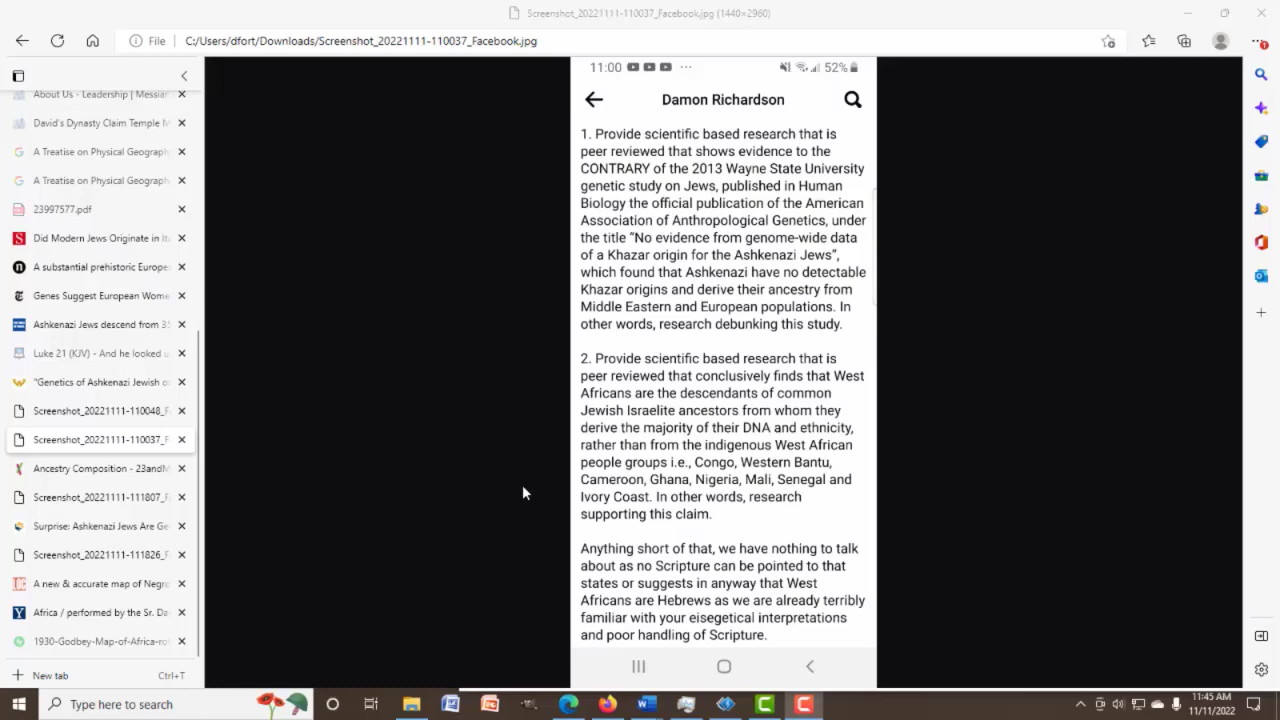 Screenshot_20221111-110037_Facebook.jpg (1440×2960)
File
C:/Users/dfort/Downloads/Screenshot_20221111-110037_Facebook.jpg
About Us - Leadership | Messian
David's Dynasty Claim Temple M
A Treatise on Physical Geograph
A Treatise on Physical Geograph
23997577.pdf
Did Modern Jews Originate in Ita
A substantial prehistoric Europe
Genes Suggest European Wome
Ashkenazi Jews descend from 35
Luke 21 (KJV) - And he looked u
"Genetics of Ashkenazi Jewish o
Screenshot_20221111-110048_F
Screenshot_20221111-110037_F
Ancestry Composition - 23andM
Screenshot_20221111-111807_F
Surprise: Ashkenazi Jews Are Ge
Screenshot_20221111-111826_F
A new & accurate map of Negro
Africa / performed by the Sr. Da
1930-Godbey-Map-of-Africa-ro
New tab Ctrl+T
11:00
52%
Damon Richardson
1. Provide scientific based research that is
peer reviewed that shows evidence to the
CONTRARY of the 2013 Wayne State University
genetic study on Jews, published in Human
Biology the official publication of the American
Association of Anthropological Genetics, under
the title “No evidence from genome-wide data
of a Khazar origin for the Ashkenazi Jews”,
which found that Ashkenazi have no detectable
Khazar origins and derive their ancestry from
Middle Eastern and European populations. In
other words, research debunking this study.
2. Provide scientific based research that is
peer reviewed that conclusively finds that West
Africans are the descendants of common
Jewish Israelite ancestors from whom they
derive the majority of their DNA and ethnicity,
rather than from the indigenous West African
people groups i.e., Congo, Western Bantu,
Cameroon, Ghana, Nigeria, Mali, Senegal and
Ivory Coast. In other words, research
supporting this claim.
Anything short of that, we have nothing to talk
about as no Scripture can be pointed to that
states or suggests in anyway that West
Africans are Hebrews as we are already terribly
familiar with your eisegetical interpretations
and poor handling of Scripture.
Type here to search
11:45 AM
11/11/2022